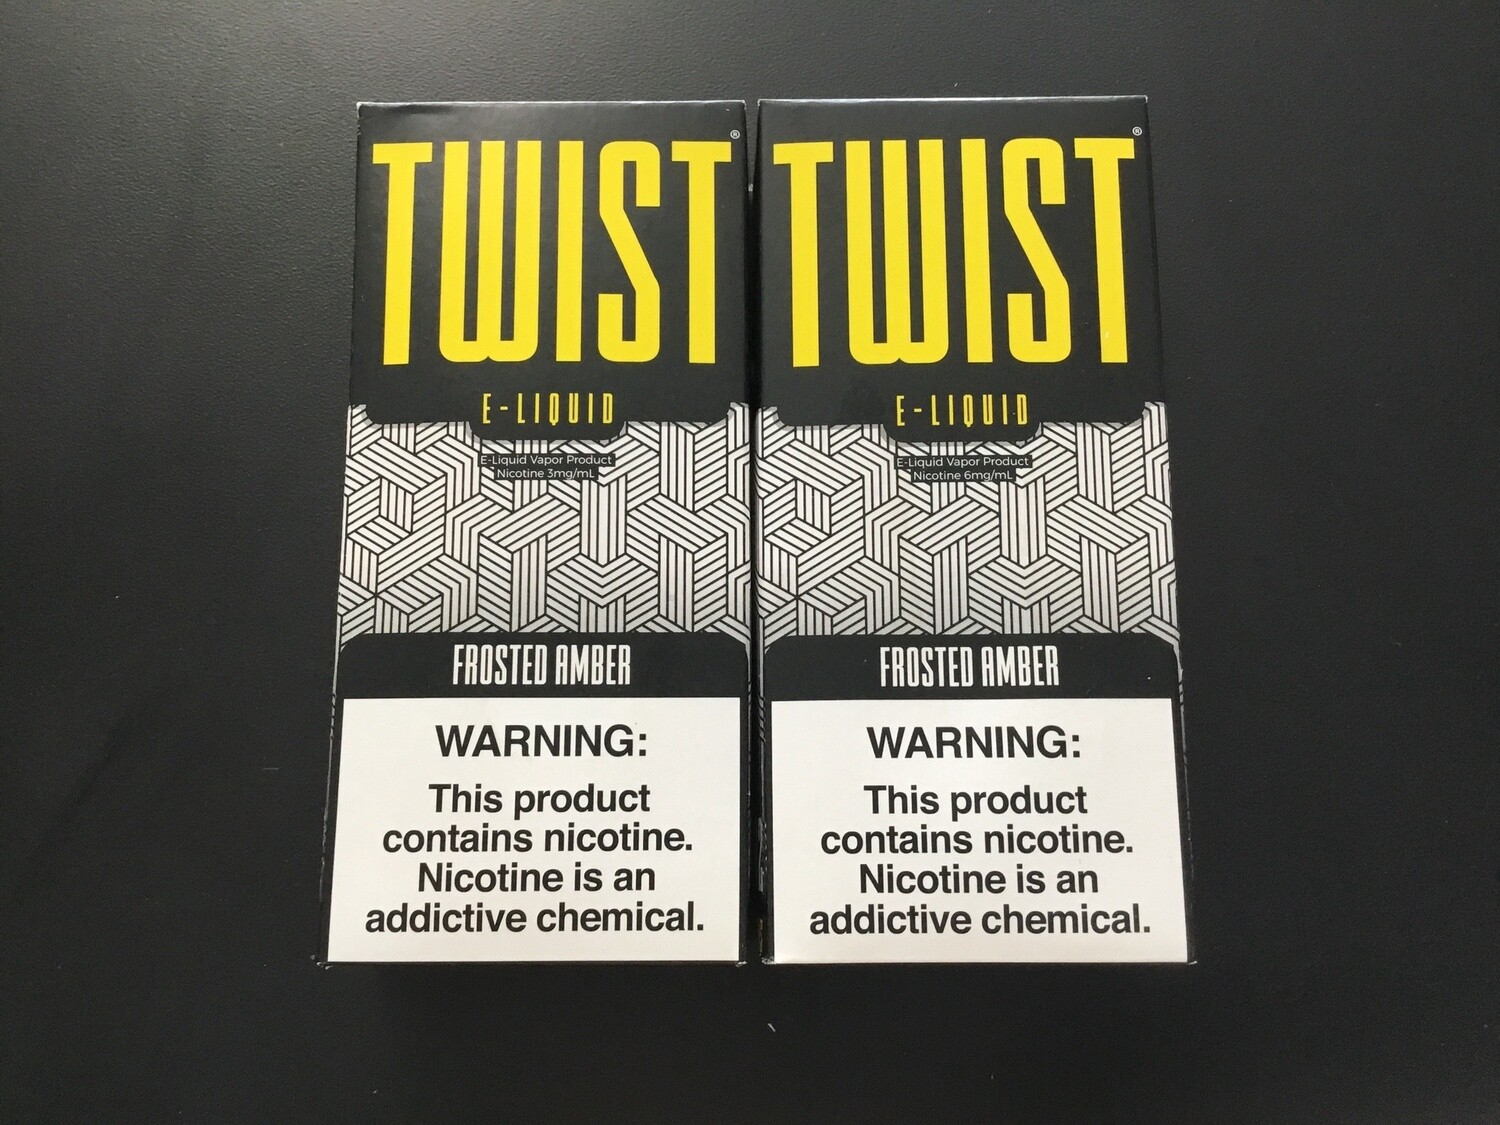 TWIST®
E-LIQUID
E-Liquid Vapor Product
Nicotine 3mg/mL
FROSTED AMBER
WARNING:
This product
contains nicotine.
Nicotine is an
addictive chemical.
TWIST®
E-LIQUID
E-Liquid Vapor Product
Nicotine 6mg/mL
FROSTED AMBER
WARNING:
This product
contains nicotine.
Nicotine is an
addictive chemical.